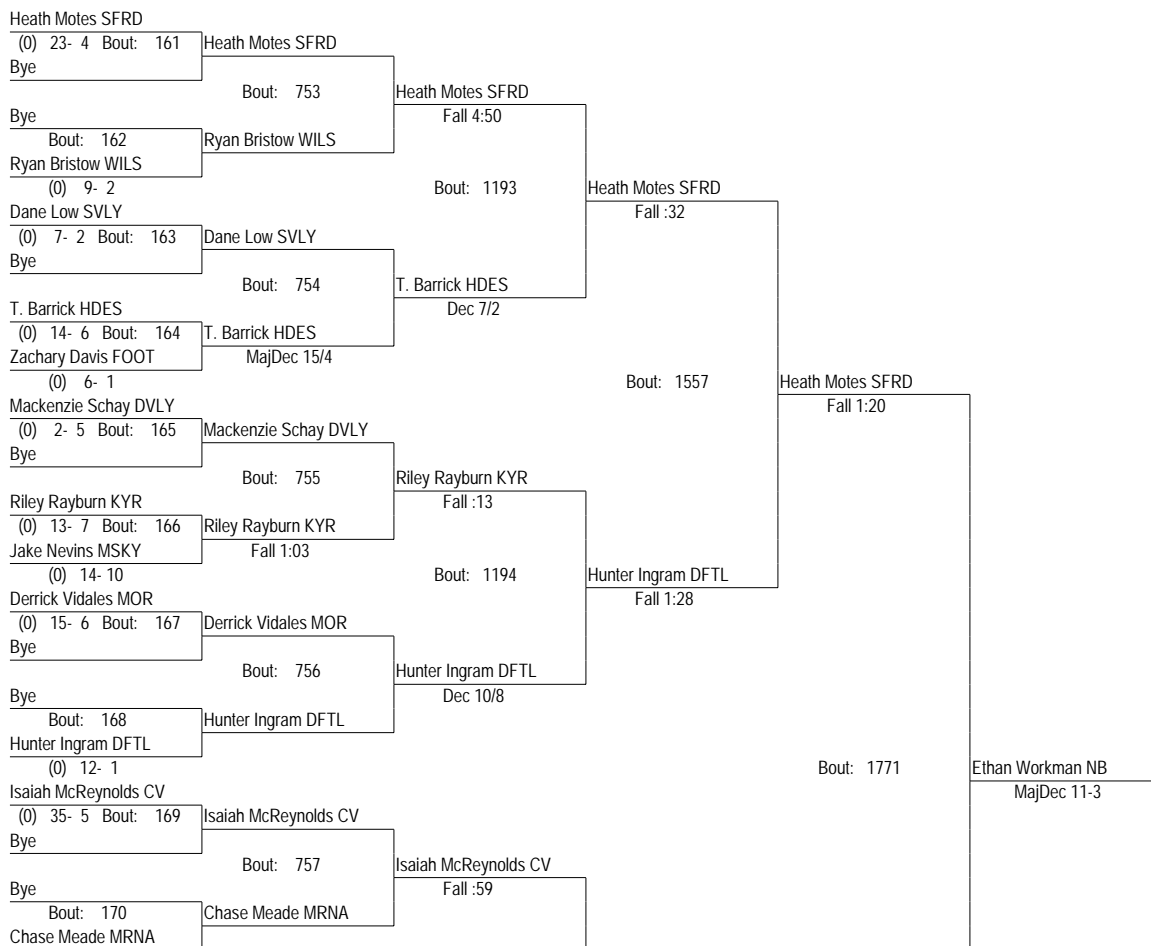 Heath Motes SFRD
(0) 23- 4 Bout: 161 Heath Motes SFRD
Bye
Bout: 753 Heath Motes SFRD
Bye Fall 4:50
Bout: 162 Ryan Bristow WILS
Ryan Bristow WILS
(0) 9- 2 Bout: 1193 Heath Motes SFRD
Dane Low SVLY Fall :32
(0) 7- 2 Bout: 163 Dane Low SVLY
Bye
Bout: 754 T. Barrick HDES
T. Barrick HDES Dec 7/2
(0) 14- 6 Bout: 164 T. Barrick HDES
Zachary Davis FOOT MajDec 15/4
(0) 6- 1 Bout: 1557 Heath Motes SFRD
Mackenzie Schay DVLY Fall 1:20
(0) 2- 5 Bout: 165 Mackenzie Schay DVLY
Bye
Bout: 755 Riley Rayburn KYR
Riley Rayburn KYR Fall :13
(0) 13- 7 Bout: 166 Riley Rayburn KYR
Jake Nevins MSKY Fall 1:03
(0) 14- 10 Bout: 1194 Hunter Ingram DFTL
Derrick Vidales MOR Fall 1:28
(0) 15- 6 Bout: 167 Derrick Vidales MOR
Bye
Bout: 756 Hunter Ingram DFTL
Bye Dec 10/8
Bout: 168 Hunter Ingram DFTL
Hunter Ingram DFTL
(0) 12- 1 Bout: 1771 Ethan Workman NB
Isaiah McReynolds CV MajDec 11-3
(0) 35- 5 Bout: 169 Isaiah McReynolds CV
Bye
Bout: 757 Isaiah McReynolds CV
Bye Fall :59
Bout: 170 Chase Meade MRNA
Chase Meade MRNA